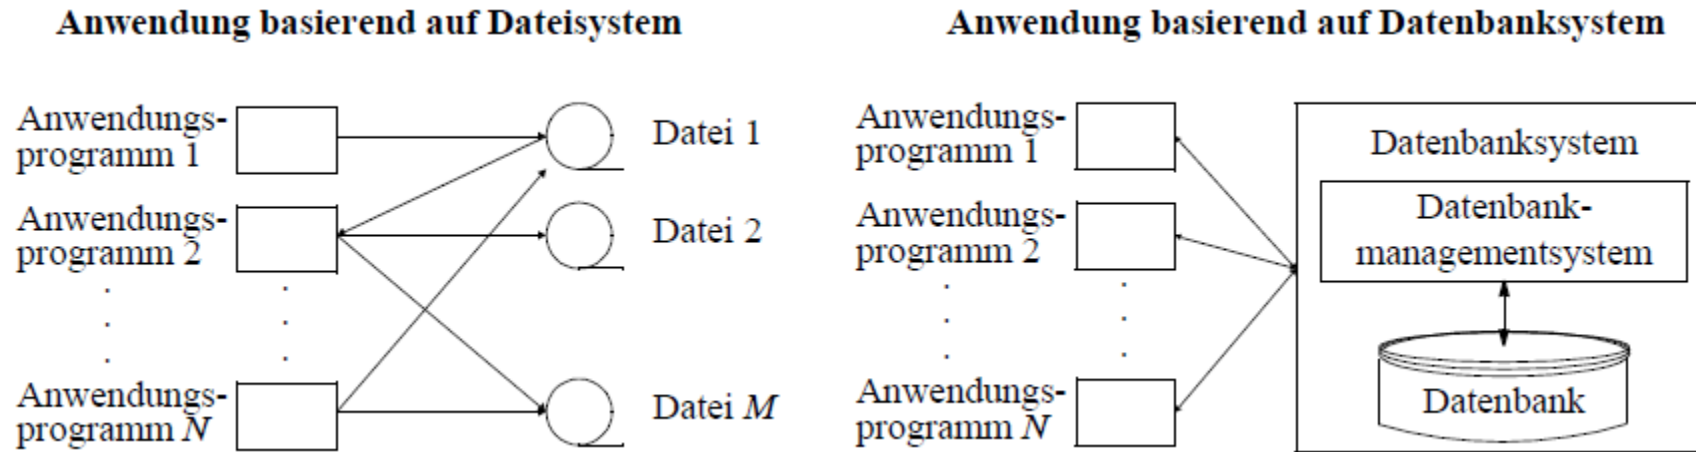 Anwendung basierend auf Dateisystem
Anwendungs-
programm 1
Datei 1
Anwendungs-
programm 2
Datei 2
Anwendungs-
programm N
Datei M
Anwendung basierend auf Datenbanksystem
Anwendungs-
programm 1
Anwendungs-
programm 2
Anwendungs-
programm N
Datenbanksystem
Datenbank-
managementsystem
Datenbank